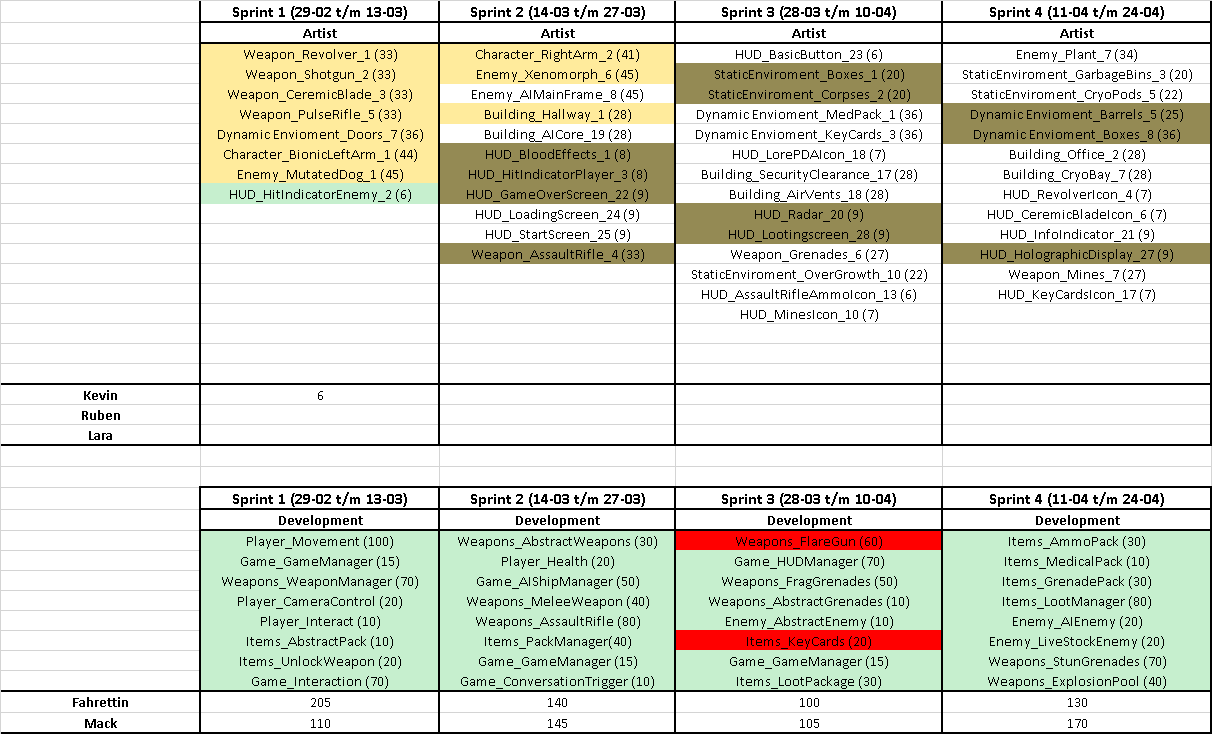 Sprint 1 (29-02 t/m 13-03) Sprint 2 (14-03 t/m 27-03) Sprint 3 (28-03 t/m 10-04) Sprint 4 (11-04 t/m 24-04)
Artist Artist Artist Artist
Weapon_Revolver_1 (33) Character_RightArm_2 (41) HUD_BasicButton_23 (6) Enemy_Plant_7 (34)
Weapon_Shotgun_2 (33) Enemy_Xenomorph_6 (45) StaticEnviroment_Boxes_1 (20) StaticEnviroment_GarbageBins_3 (20)
Weapon_CeremicBlade_3 (33) Enemy_AIMainFrame_8 (45) StaticEnviroment_Corpses_2 (20) StaticEnviroment_CryoPods_5 (22)
Weapon_PulseRifle_5 (33) Building_Hallway_1 (28) Dynamic Envioment_MedPack_1 (36) Dynamic Envioment_Barrels_5 (25)
Dynamic Envioment_Doors_7 (36) Building_AICore_19 (28) Dynamic Envioment_KeyCards_3 (36) Dynamic Envioment_Boxes_8 (36)
Character_BionicLeftArm_1 (44) HUD_BloodEffects_1 (8) HUD_LorePDAIcon_18 (7) Building_Office_2 (28)
Enemy_MutatedDog_1 (45) HUD_HitIndicatorPlayer_3 (8) Building_SecurityClearance_17 (28) Building_CryoBay_7 (28)
HUD_HitIndicatorEnemy_2 (6) HUD_GameOverScreen_22 (9) Building_AirVents_18 (28) HUD_RevolverIcon_4 (7)
HUD_LoadingScreen_24 (9) HUD_Radar_20 (9) HUD_CeremicBladeIcon_6 (7)
HUD_StartScreen_25 (9) HUD_Lootingscreen_28 (9) HUD_InfoIndicator_21 (9)
Weapon_AssaultRifle_4 (33) Weapon_Grenades_6 (27) HUD_HolographicDisplay_27 (9)
StaticEnviroment_OverGrowth_10 (22) Weapon_Mines_7 (27)
HUD_AssaultRifleAmmoIcon_13 (6) HUD_KeyCardsIcon_17 (7)
HUD_MinesIcon_10 (7)
Kevin 6
Ruben
Lara
Sprint 1 (29-02 t/m 13-03) Sprint 2 (14-03 t/m 27-03) Sprint 3 (28-03 t/m 10-04) Sprint 4 (11-04 t/m 24-04)
Development Development Development Development
Player_Movement (100) Weapons_AbstractWeapons (30) Weapons_FlareGun (60) Items_AmmoPack (30)
Game_GameManager (15) Player_Health (20) Game_HUDManager (70) Items_MedicalPack (10)
Weapons_WeaponManager (70) Game_AIShipManager (50) Weapons_FragGrenades (50) Items_GrenadePack (30)
Player_CameraControl (20) Weapons_MeleeWeapon (40) Weapons_AbstractGrenades (10) Items_LootManager (80)
Player_Interact (10) Weapons_AssaultRifle (80) Enemy_AbstractEnemy (10) Enemy_AIEnemy (20)
Items_AbstractPack (10) Items_PackManager(40) Items_KeyCards (20) Enemy_LiveStockEnemy (20)
Items_UnlockWeapon (20) Game_GameManager (15) Game_GameManager (15) Weapons_StunGrenades (70)
Game_Interaction (70) Game_ConversationTrigger (10) Items_LootPackage (30) Weapons_ExplosionPool (40)
Fahrettin 205 140 100 130
Mack 110 145 105 170